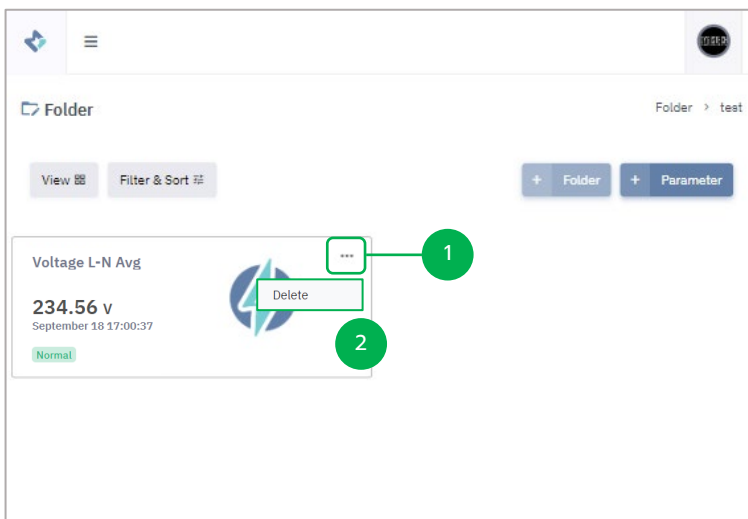 Folder
Folder > test
View
Filter & Sort
+ Folder
+ Parameter
Voltage L-N Avg
...
1
Delete
234.56 V
September 18 17:00:37
2
Normal